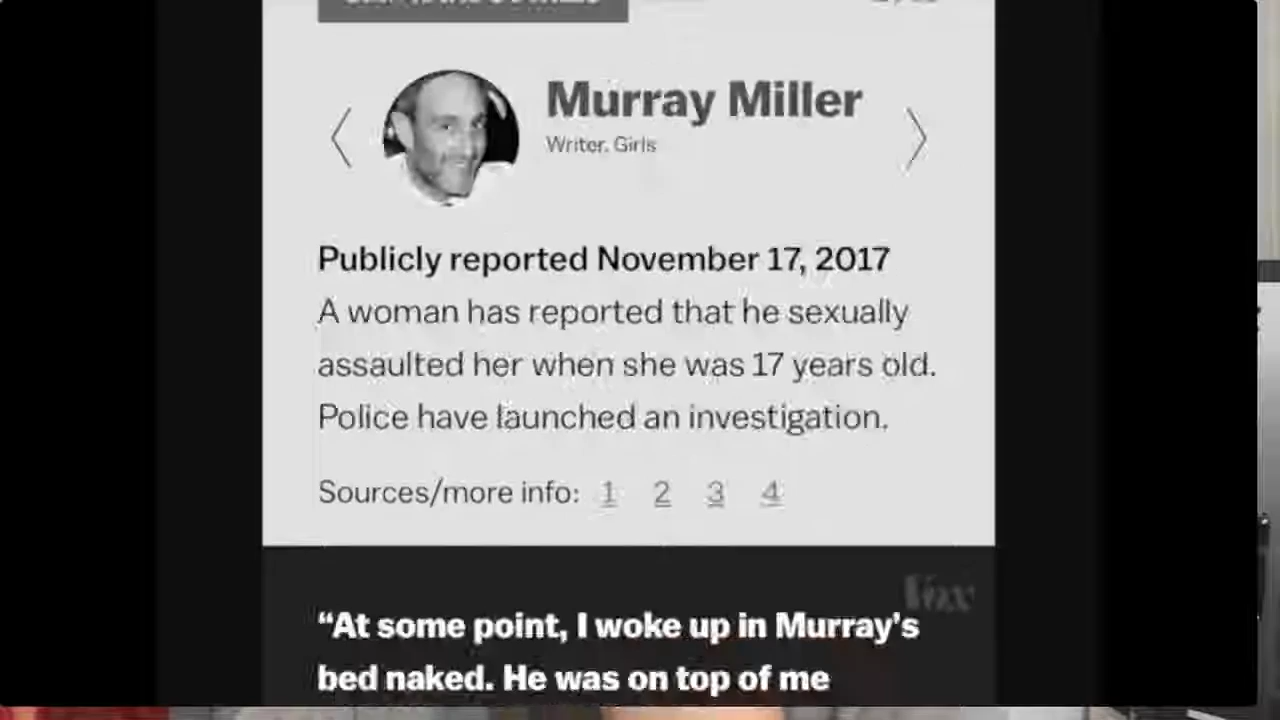 Murray Miller
Writer, Girls
Publicly reported November 17, 2017
A woman has reported that he sexually
assaulted her when she was 17 years old.
Police have launched an investigation.
Sources/more info: 1 2 3 4
Vox
“At some point, I woke up in Murray’s
bed naked. He was on top of me